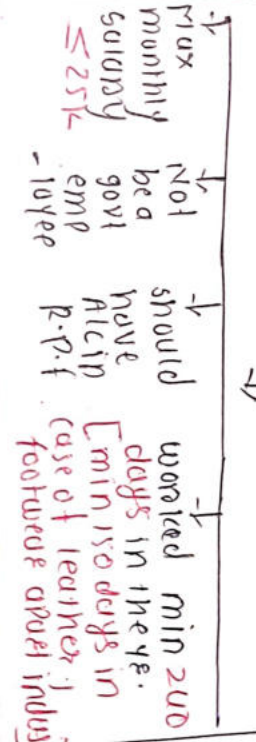 Max
monthly
salary
≤ 25k
Not
be a
govt
emp
-loyee
should
have
A/c in
R.P.f
worked min 240
days in the ye.
[min 150 days in
case of leather /
footwear apart indus